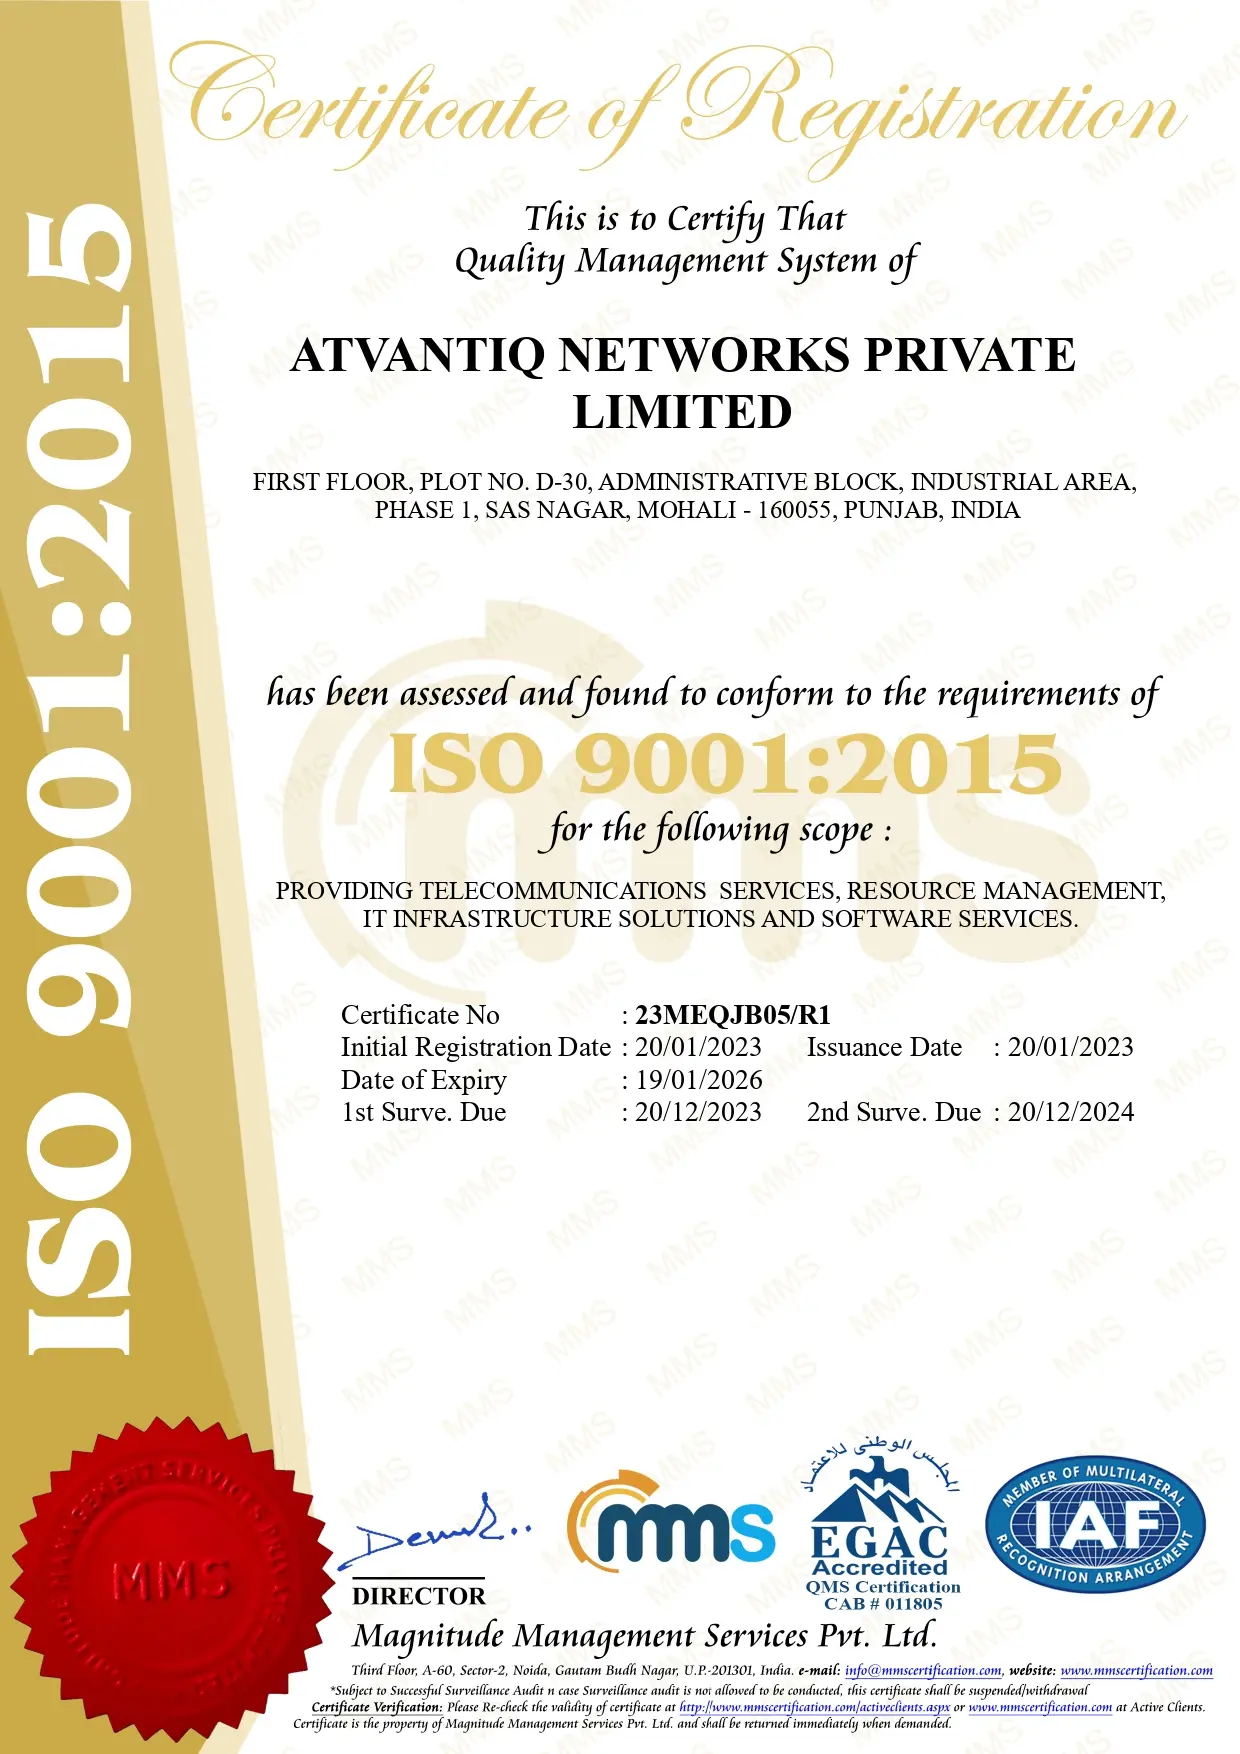 Certificate of Registration
This is to Certify That
Quality Management System of
ATVANTIQ NETWORKS PRIVATE
LIMITED
FIRST FLOOR, PLOT NO. D-30, ADMINISTRATIVE BLOCK, INDUSTRIAL AREA,
PHASE 1, SAS NAGAR, MOHALI - 160055, PUNJAB, INDIA
has been assessed and found to conform to the requirements of
ISO 9001:2015
for the following scope :
PROVIDING TELECOMMUNICATIONS SERVICES, RESOURCE MANAGEMENT,
IT INFRASTRUCTURE SOLUTIONS AND SOFTWARE SERVICES.
Certificate No : 23MEQJB05/R1
Initial Registration Date : 20/01/2023 Issuance Date : 20/01/2023
Date of Expiry : 19/01/2026
1st Surve. Due : 20/12/2023 2nd Surve. Due : 20/12/2024
ISO 9001:2015
MMS
DIRECTOR
mms
المجلس الوطنى للاعتماد
EGAC
Accredited
QMS Certification
CAB # 011805
MEMBER OF MULTILATERAL
IAF
RECOGNITION ARRANGEMENT
Magnitude Management Services Pvt. Ltd.
Third Floor, A-60, Sector-2, Noida, Gautam Budh Nagar, U.P.-201301, India. e-mail: info@mmscertification.com, website: www.mmscertification.com
*Subject to Successful Surveillance Audit n case Surveillance audit is not allowed to be conducted, this certificate shall be suspended/withdrawal
Certificate Verification: Please Re-check the validity of certificate at http://www.mmscertification.com/activeclients.aspx or www.mmscertification.com at Active Clients.
Certificate is the property of Magnitude Management Services Pvt. Ltd. and shall be returned immediately when demanded.